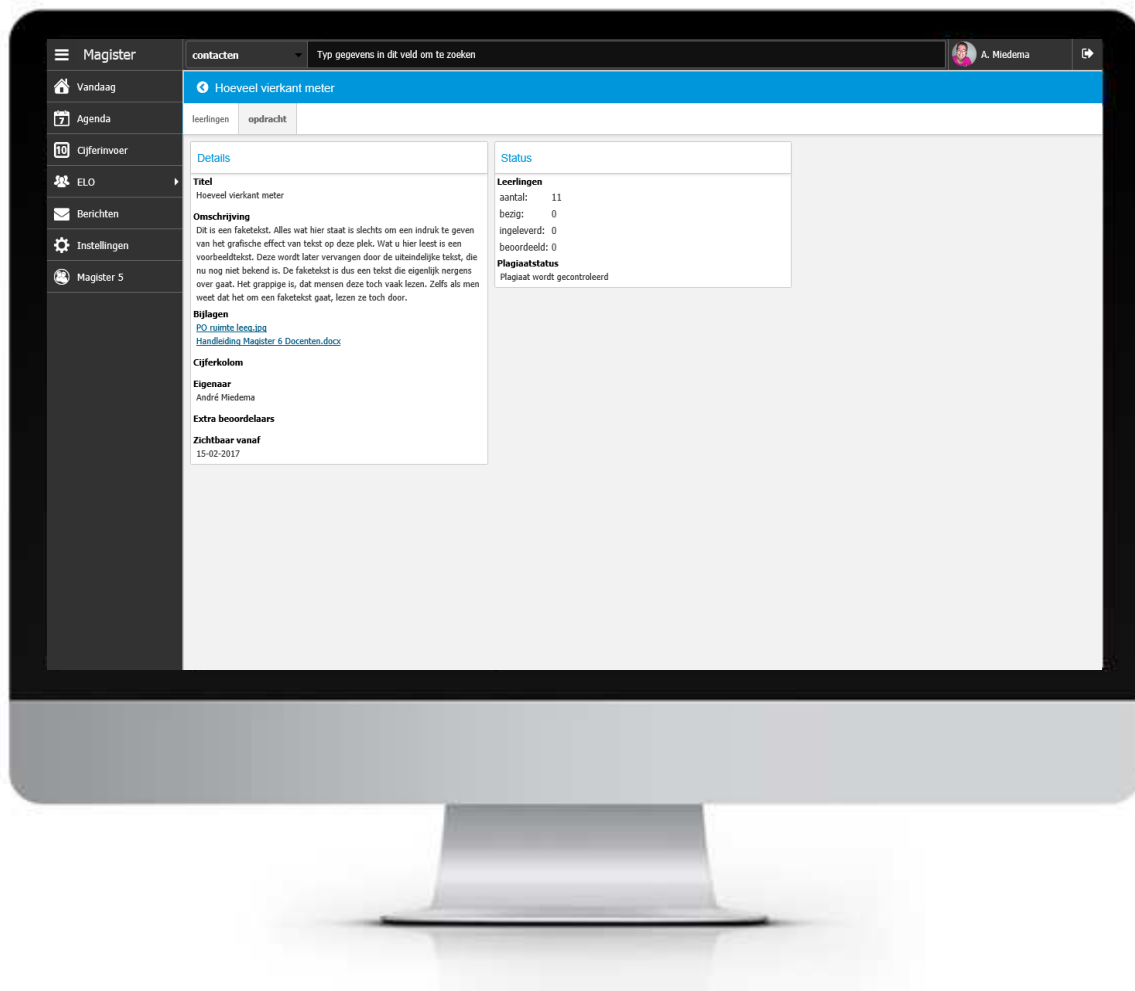 Magister
contacten
Typ gegevens in dit veld om te zoeken
A. Miedema
Vandaag
7 Agenda
10 Cijferinvoer
ELO
Berichten
Instellingen
Magister 5
Hoeveel vierkant meter
leerlingen
opdracht
Details
Titel
Hoeveel vierkant meter
Omschrijving
Dit is een faketekst. Alles wat hier staat is slechts om een indruk te geven
van het grafische effect van tekst op deze plek. Wat u hier leest is een
voorbeeldtekst. Deze wordt later vervangen door de uiteindelijke tekst, die
nu nog niet bekend is. De faketekst is dus een tekst die eigenlijk nergens
over gaat. Het grappige is, dat mensen deze toch vaak lezen. Zelfs als men
weet dat het om een faketekst gaat, lezen ze toch door.
Bijlagen
PO ruimte leeg.jpg
Handleiding Magister 6 Docenten.docx
Cijferkolom
Eigenaar
André Miedema
Extra beoordelaars
Zichtbaar vanaf
15-02-2017
Status
Leerlingen
aantal: 11
bezig: 0
ingeleverd: 0
beoordeeld: 0
Plagiaatstatus
Plagiaat wordt gecontroleerd